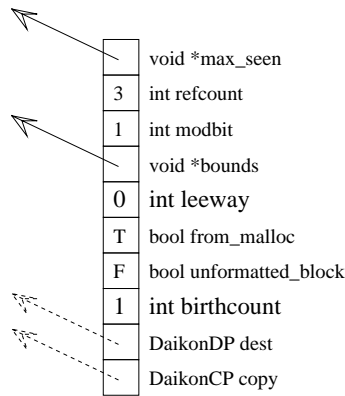 void *max_seen
3 int refcount
1 int modbit
void *bounds
0 int leeway
T bool from_malloc
F bool unformatted_block
1 int birthcount
DaikonDP dest
DaikonCP copy